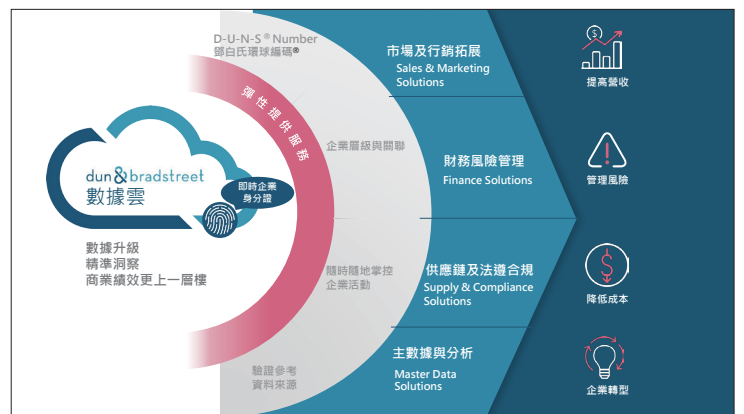 dun & bradstreet
數據雲
即時企業
身分證
數據升級
精準洞察
商業績效更上一層樓
彈性提供服務
D-U-N-S® Number
鄧白氏環球編碼®
企業層級與關聯
隨時隨地掌控
企業活動
驗證參考
資料來源
市場及行銷拓展
Sales & Marketing
Solutions
財務風險管理
Finance Solutions
供應鏈及法遵合規
Supply & Compliance
Solutions
主數據與分析
Master Data
Solutions
提高營收
管理風險
降低成本
企業轉型